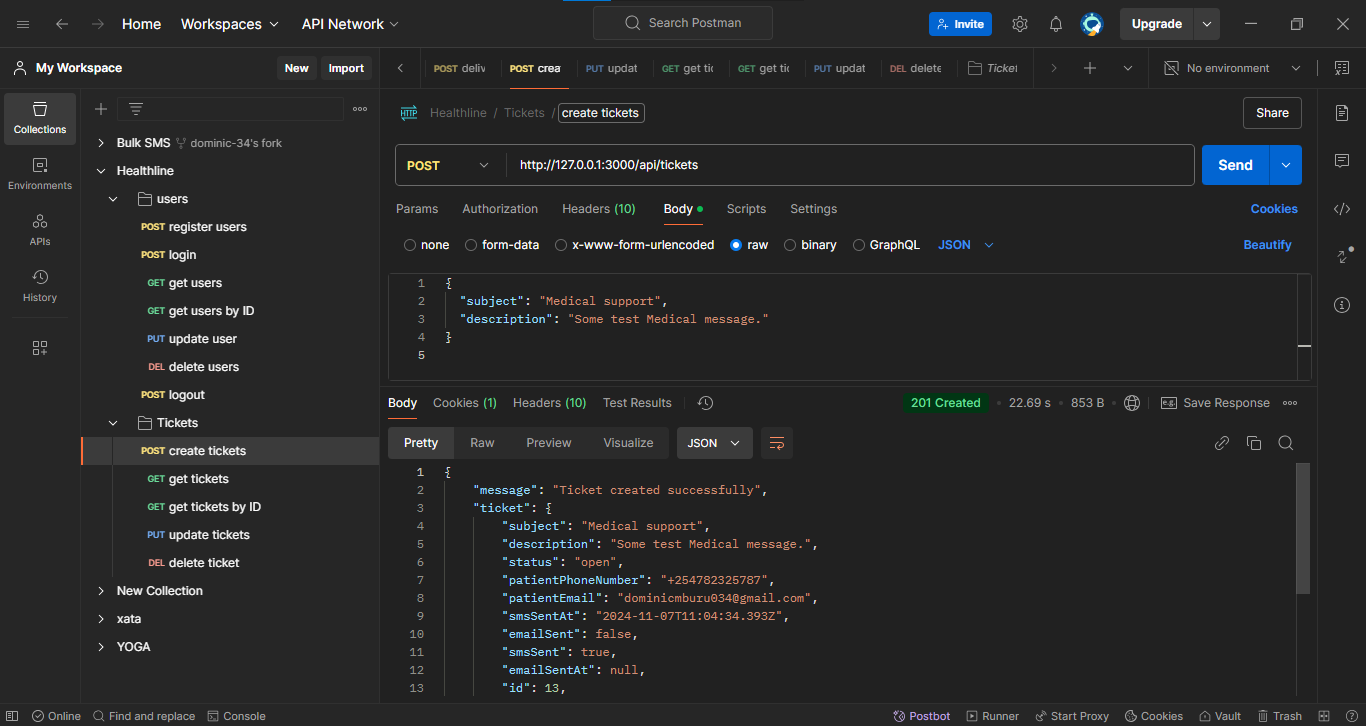 Home Workspaces API Network Search Postman Invite Upgrade
My Workspace New Import POST deliv POST crea PUT updat GET get tic GET get tic PUT updat DEL delete Ticket No environment
Collections
Environments
APIs
History
Bulk SMS dominic-34's fork
Healthline
users
POST register users
POST login
GET get users
GET get users by ID
PUT update user
DEL delete users
POST logout
Tickets
POST create tickets
GET get tickets
GET get tickets by ID
PUT update tickets
DEL delete ticket
New Collection
xata
YOGA
HTTP Healthline / Tickets / create tickets Share
POST http://127.0.0.1:3000/api/tickets Send
Params Authorization Headers (10) Body Scripts Settings Cookies
none form-data x-www-form-urlencoded raw binary GraphQL JSON Beautify
1 {
2 "subject": "Medical support",
3 "description": "Some test Medical message."
4 }
5
Body Cookies (1) Headers (10) Test Results 201 Created 22.69 s 853 B e.g. Save Response
Pretty Raw Preview Visualize JSON
1 {
2 "message": "Ticket created successfully",
3 "ticket": {
4 "subject": "Medical support",
5 "description": "Some test Medical message.",
6 "status": "open",
7 "patientPhoneNumber": "+254782325787",
8 "patientEmail": "dominicmburu034@gmail.com",
9 "smsSentAt": "2024-11-07T11:04:34.393Z",
10 "emailSent": false,
11 "smsSent": true,
12 "emailSentAt": null,
13 "id": 13,
Online Find and replace Console Postbot Runner Start Proxy Cookies Vault Trash